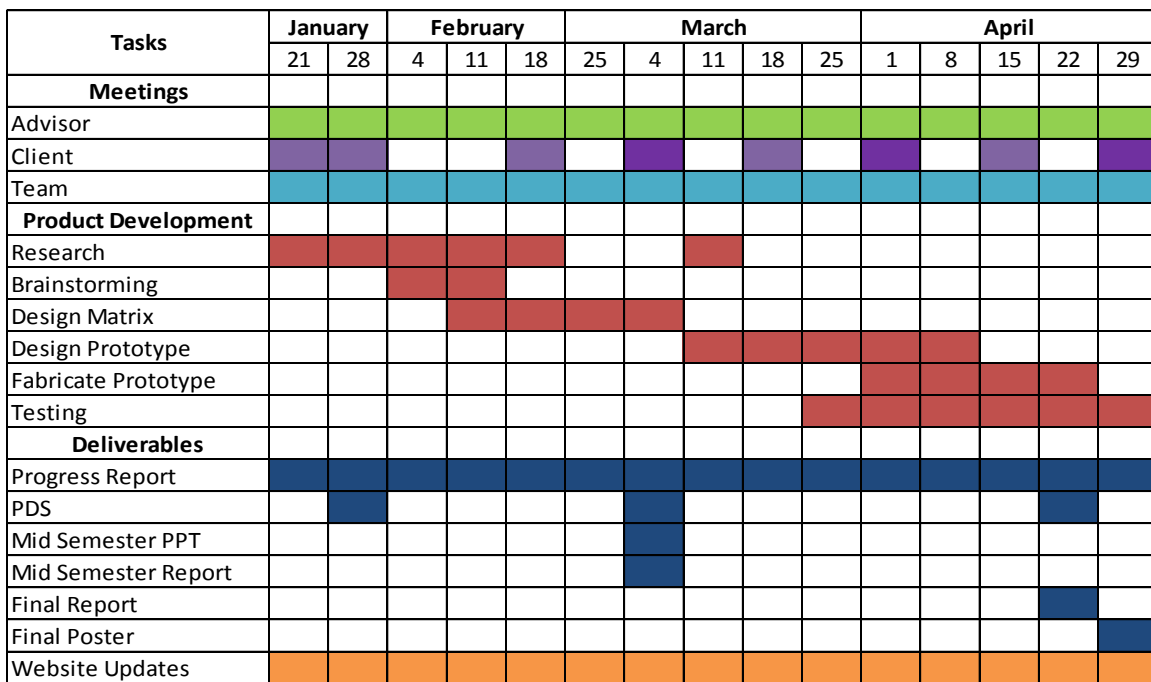 Tasks January February March April
21 28 4 11 18 25 4 11 18 25 1 8 15 22 29
Meetings
Advisor
Client
Team
Product Development
Research
Brainstorming
Design Matrix
Design Prototype
Fabricate Prototype
Testing
Deliverables
Progress Report
PDS
Mid Semester PPT
Mid Semester Report
Final Report
Final Poster
Website Updates